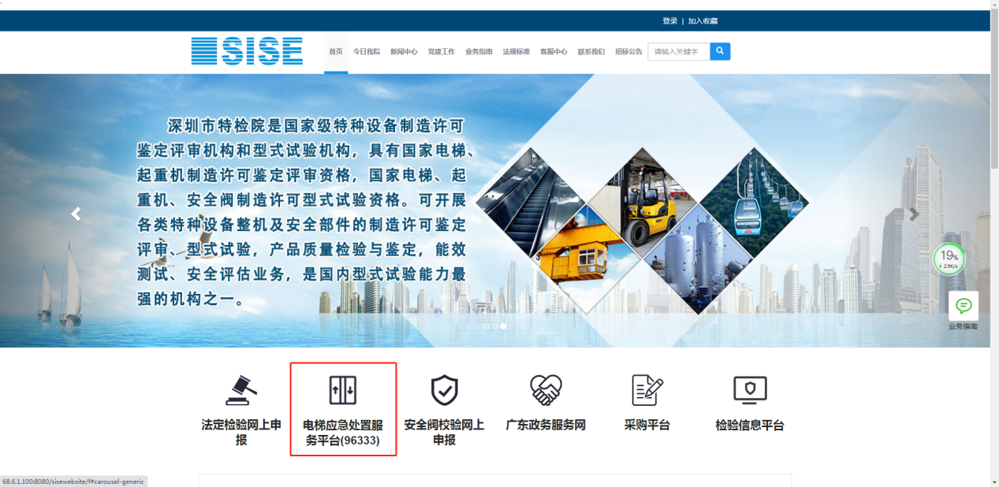 登录 | 加入收藏
SISE
首页 今日我院 新闻中心 党建工作 业务指南 法规标准 客服中心 联系我们 招标公告 请输入关键字
深圳市特检院是国家级特种设备制造许可
鉴定评审机构和型式试验机构，具有国家电梯、
起重机制造许可鉴定评审资格，国家电梯、起
重机、安全阀制造许可型式试验资格。可开展
各类特种设备整机及安全部件的制造许可鉴定
评审、型式试验，产品质量检验与鉴定，能效
测试、安全评估业务，是国内型式试验能力最
强的机构之一。
19%
2.9K/s
业务指南
法定检验网上申
报
电梯应急处置服
务平台(96333)
安全阀校验网上
申报
广东政务服务网
采购平台
检验信息平台
68.6.1.100:8080/sisewebsite/f#carousel-generic